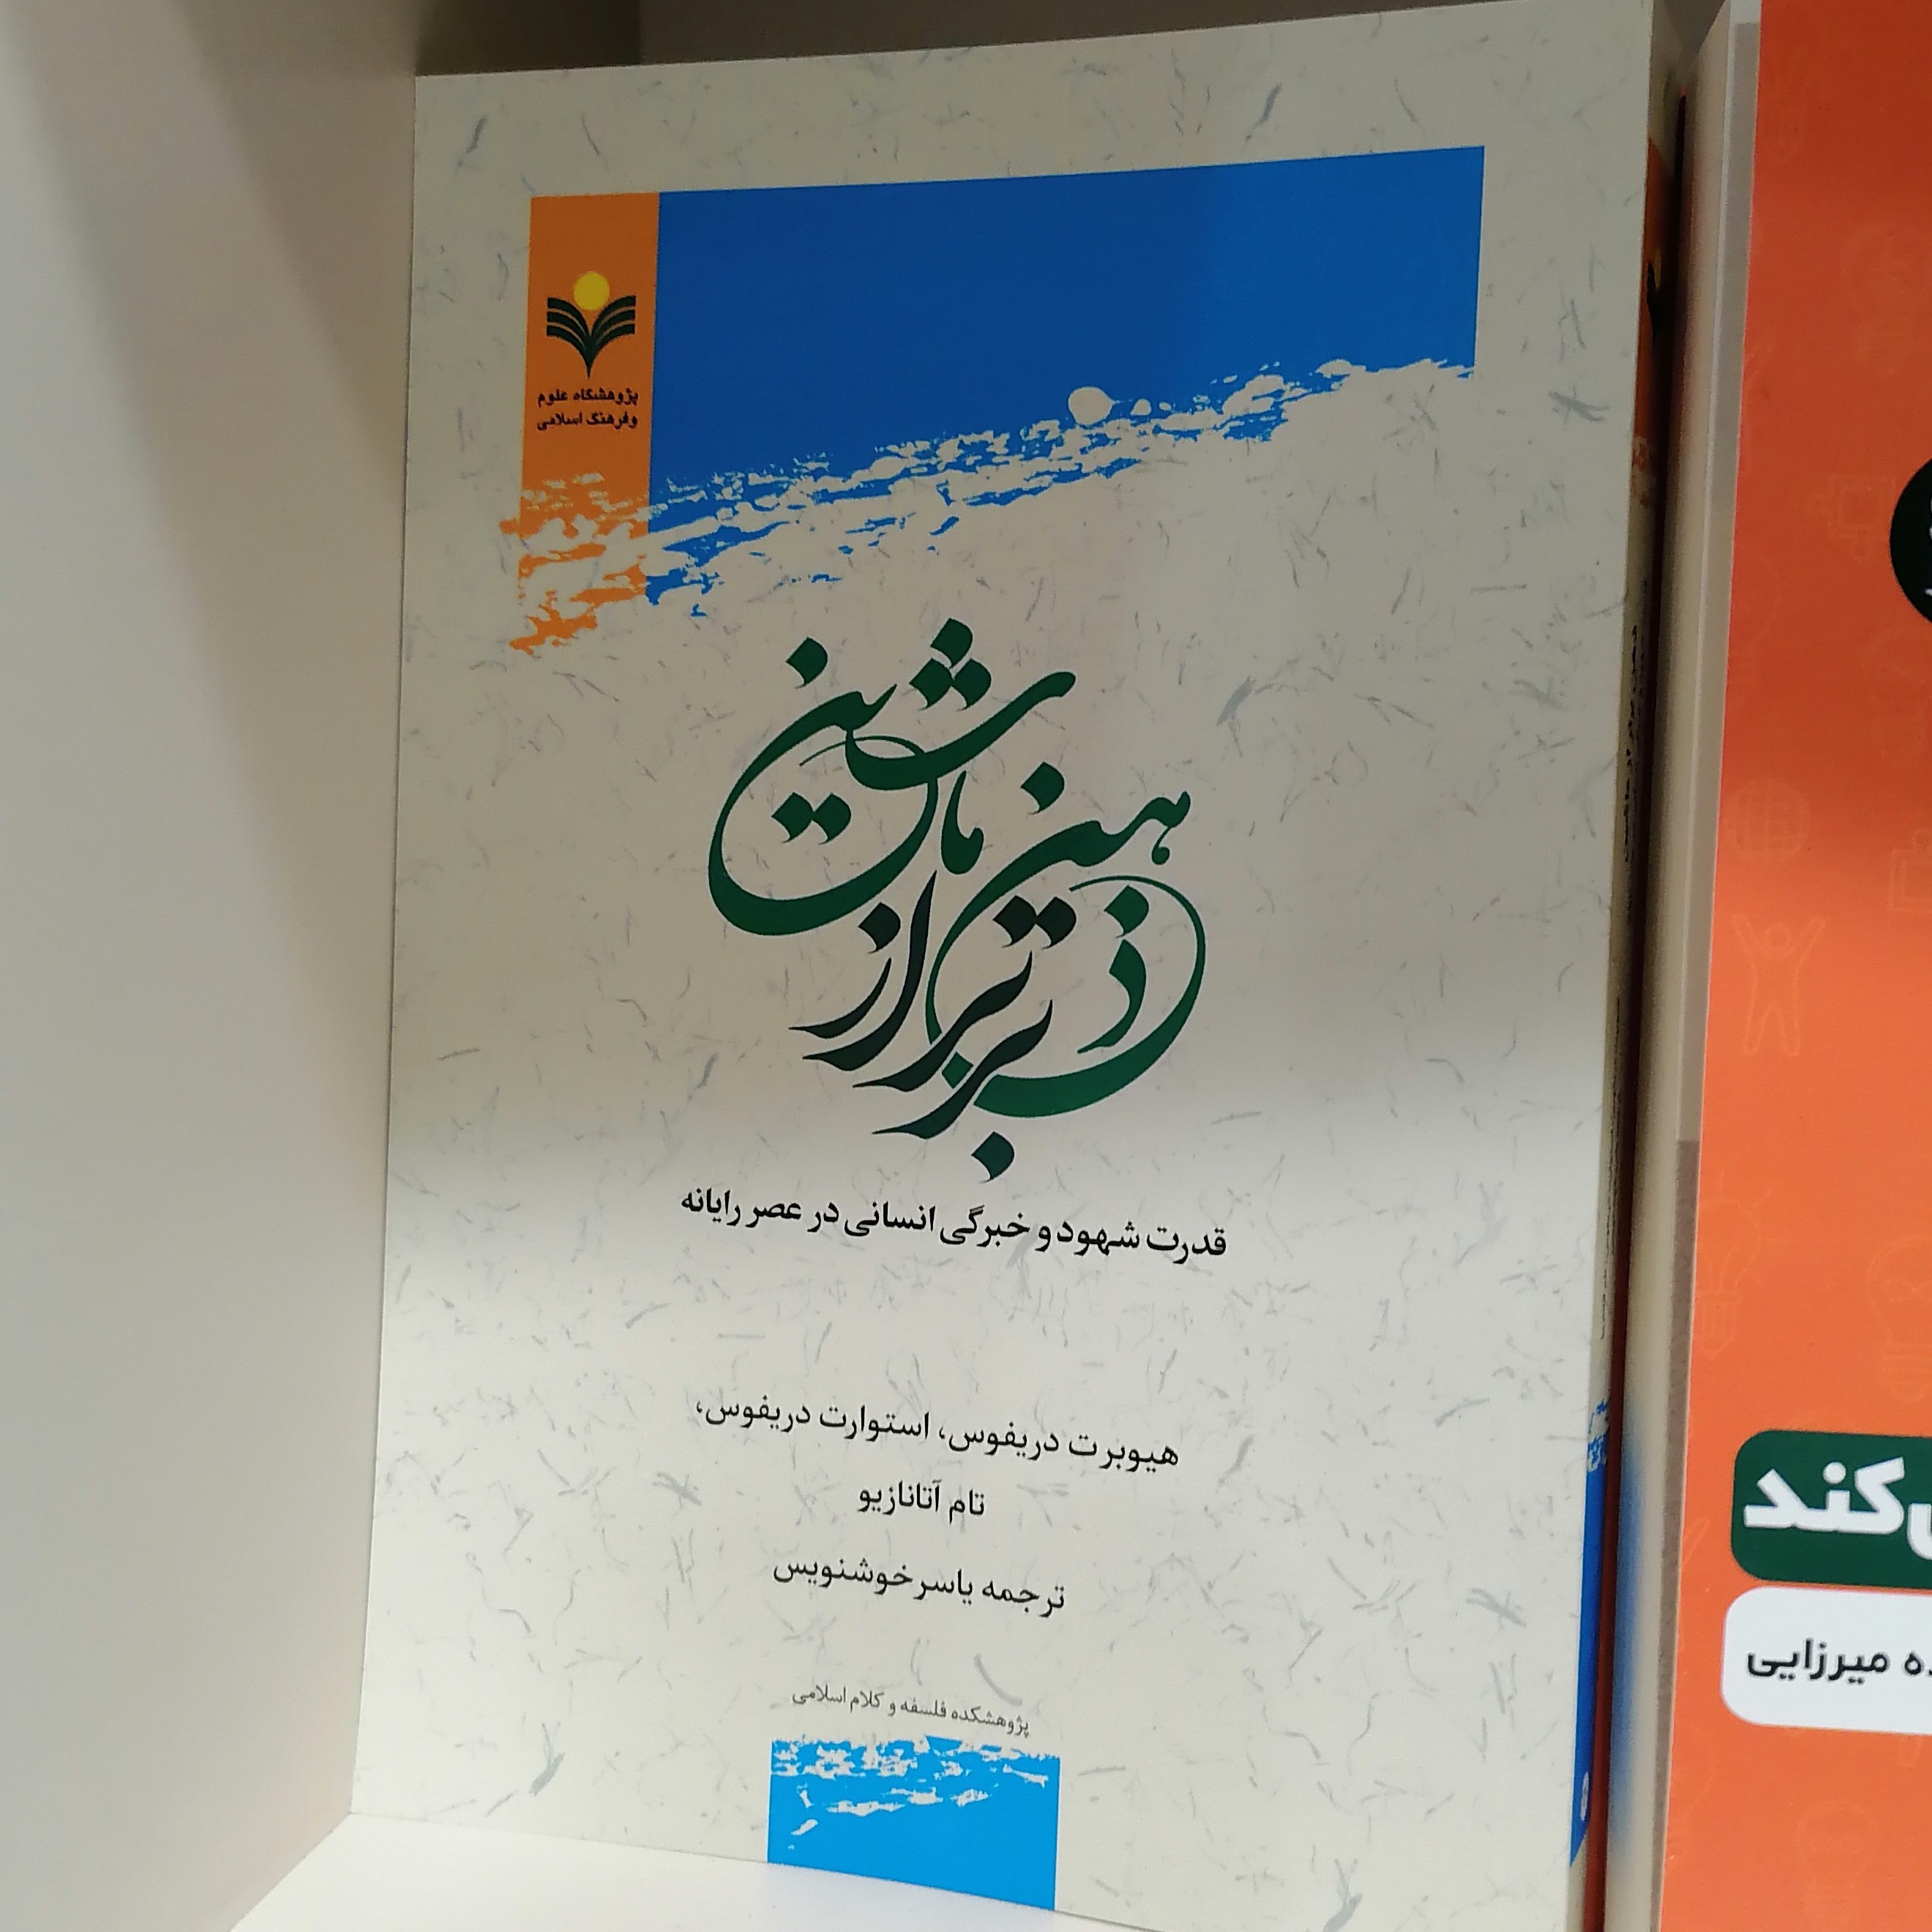 پژوهشگاه علوم
و فرهنگ اسلامی
ذهن برتر از ماشین
قدرت شهود و خبرگی انسانی در عصر رایانه
هیوبرت دریفوس، استوارت دریفوس،
تام آتانازیو
ترجمه یاسر خوشنویس
پژوهشکده فلسفه و کلام اسلامی
کند
میرزایی